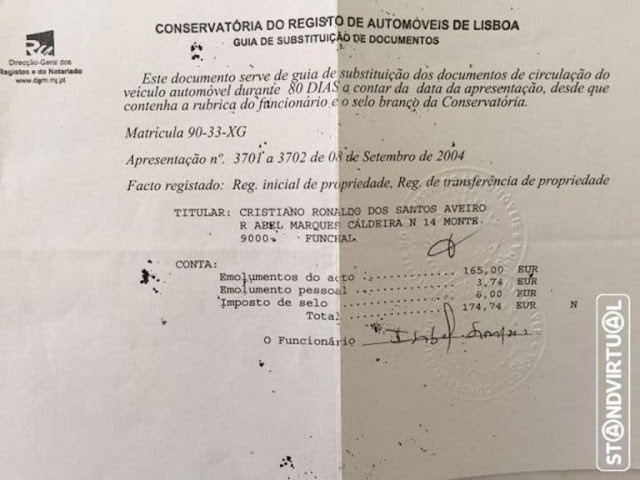 CONSERVATÓRIA DO REGISTO DE AUTOMÓVEIS DE LISBOA
GUIA DE SUBSTITUIÇÃO DE DOCUMENTOS
Direcção-Geral dos
Registos e do Notariado
www.dgrn.mj.pt
Este documento serve de guia de substituição dos documentos de circulação do
veículo automóvel durante 80 DIAS a contar da data da apresentação, desde que
contenha a rubrica do funcionário e o selo branco da Conservatória.
Matrícula 90-33-XG
Apresentação nº. 3701 a 3702 de 08 de Setembro de 2004
Facto registado: Reg. inicial de propriedade, Reg. de transferência de propriedade
TITULAR: CRISTIANO RONALDO DOS SANTOS AVEIRO
R ABEL MARQUES CALDEIRA N 14 MONTE
9000- FUNCHAL
CONTA:
Emolumentos do acto ............ 165,00 EUR
Emolumento pessoal ............ 3,74 EUR
Imposto de selo ............ 6,00 EUR
Total ............ 174,74 EUR N
O Funcionário Isabel
STANDVIRTUAL